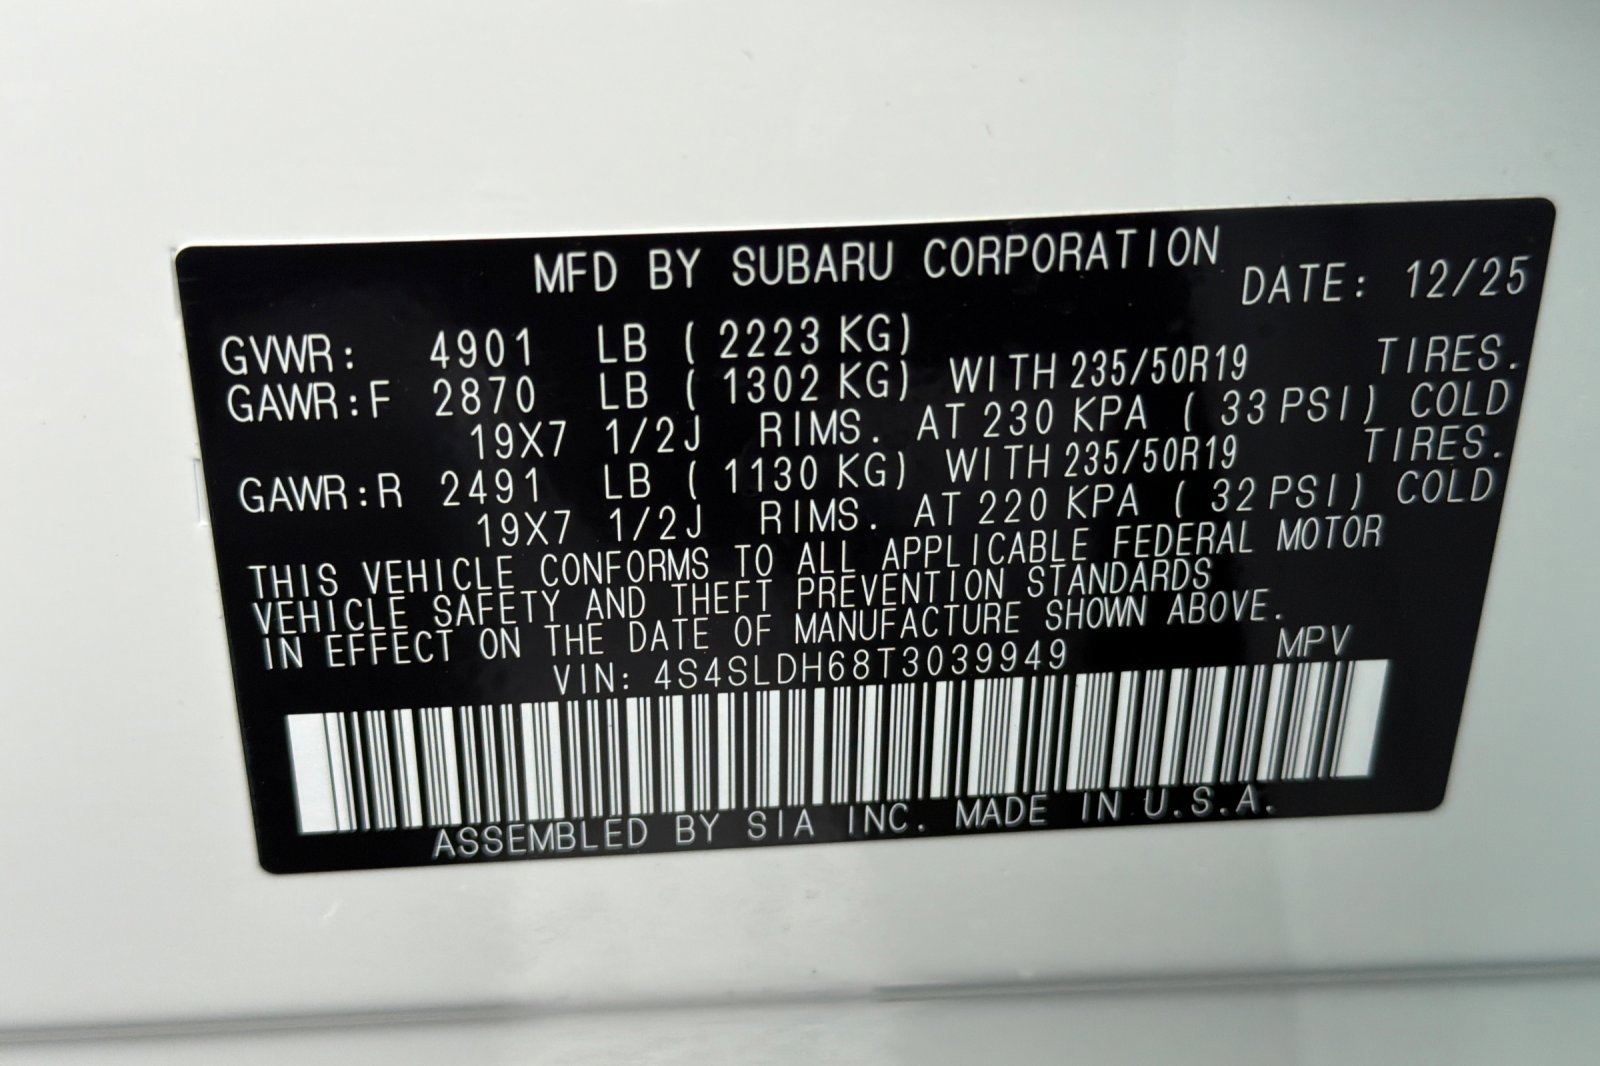 MFD BY SUBARU CORPORATION DATE: 12/25
GVWR: 4901 LB ( 2223 KG)
GAWR:F 2870 LB ( 1302 KG) WITH 235/50R19 TIRES.
19X7 1/2J RIMS. AT 230 KPA ( 33 PSI) COLD
GAWR:R 2491 LB ( 1130 KG) WITH 235/50R19 TIRES.
19X7 1/2J RIMS. AT 220 KPA ( 32 PSI) COLD
THIS VEHICLE CONFORMS TO ALL APPLICABLE FEDERAL MOTOR
VEHICLE SAFETY AND THEFT PREVENTION STANDARDS
IN EFFECT ON THE DATE OF MANUFACTURE SHOWN ABOVE.
VIN: 4S4SLDH68T3039949 MPV
ASSEMBLED BY SIA INC. MADE IN U.S.A.